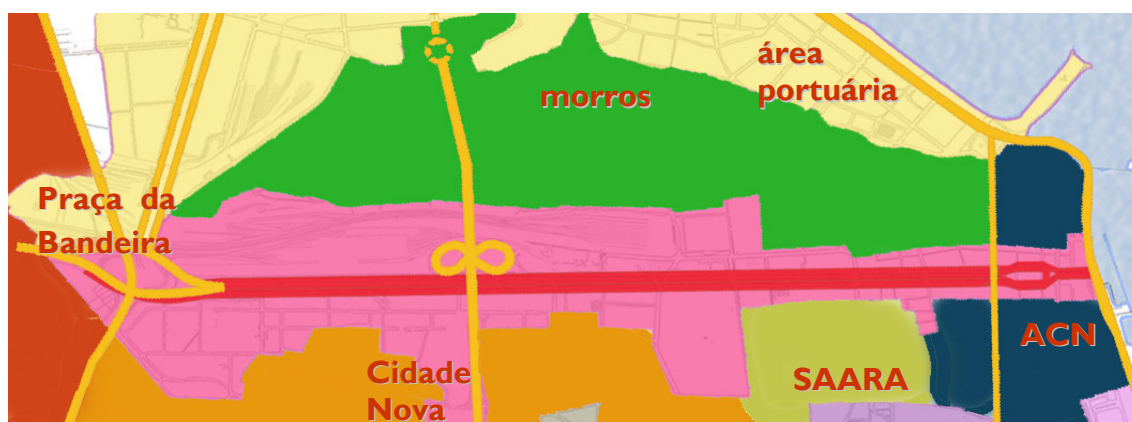 área
portuária
morros
Praça da
Bandeira
ACN
Cidade
Nova
SAARA